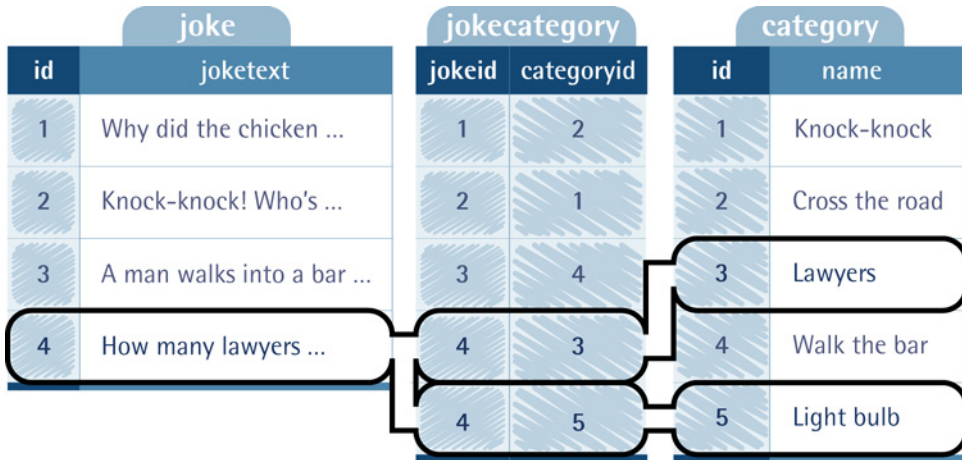 joke jokecategory category
id joketext jokeid categoryid id name
1 Why did the chicken ... 1 2 1 Knock-knock
2 Knock-knock! Who's ... 2 1 2 Cross the road
3 A man walks into a bar ... 3 4 3 Lawyers
4 How many lawyers ... 4 3 4 Walk the bar
4 5 5 Light bulb